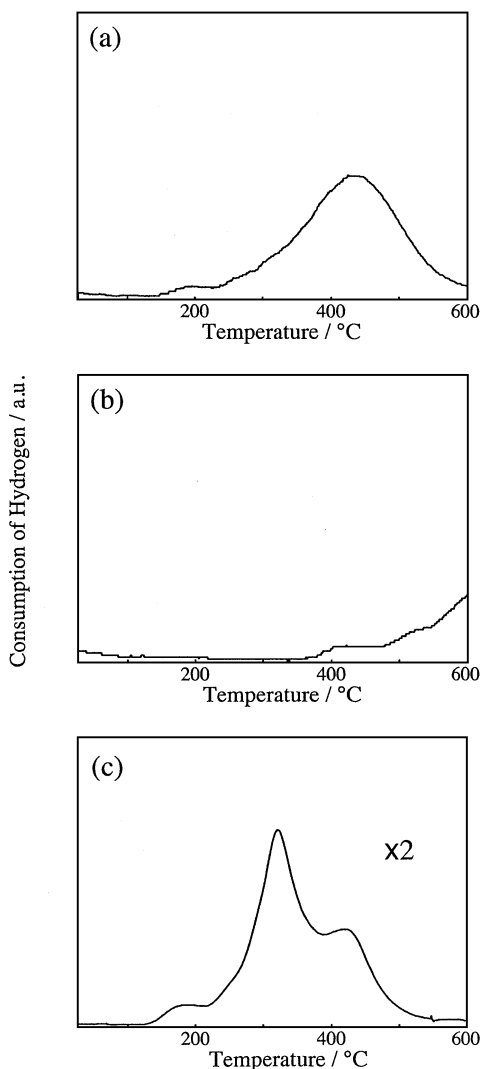 (a)
200 400 600
Temperature / °C
Consumption of Hydrogen / a.u.
(b)
200 400 600
Temperature / °C
(c)
x2
200 400 600
Temperature / °C